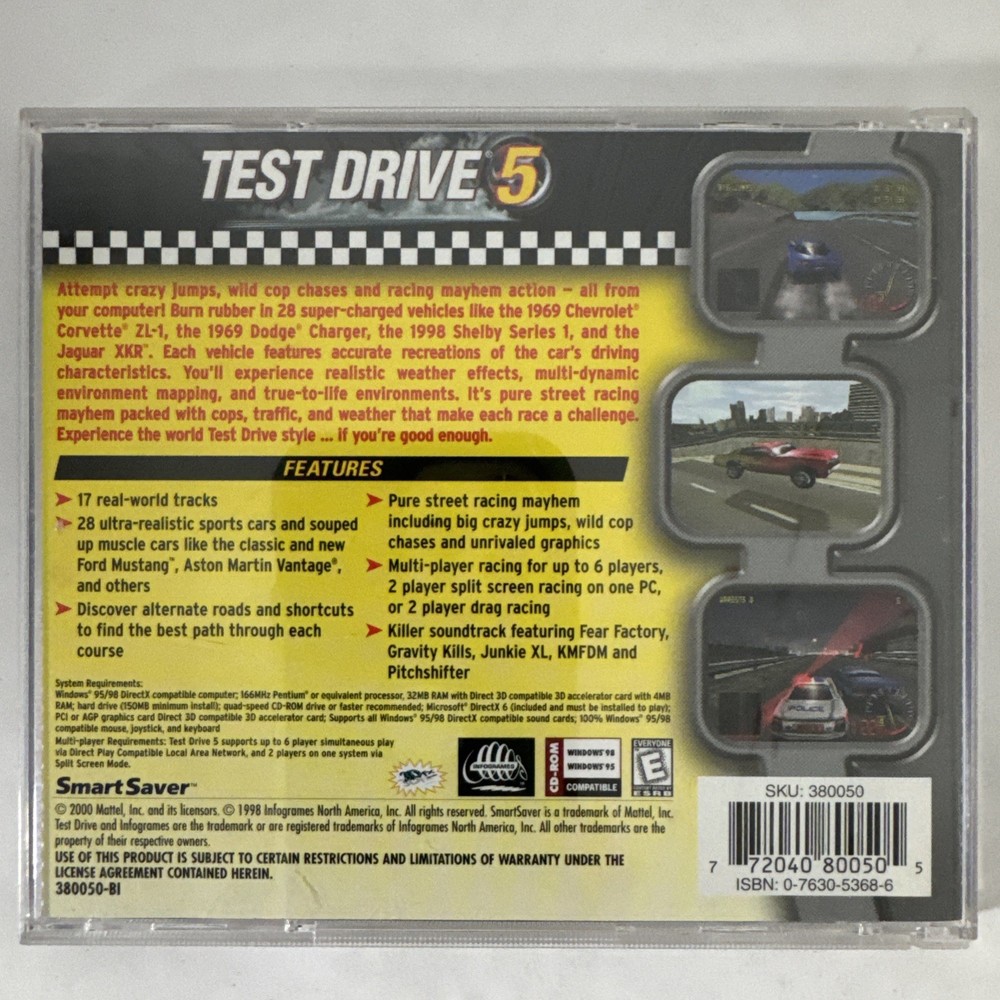 TEST DRIVE® 5
Attempt crazy jumps, wild cop chases and racing mayhem action – all from
your computer! Burn rubber in 28 super-charged vehicles like the 1969 Chevrolet®
Corvette® ZL-1, the 1969 Dodge® Charger, the 1998 Shelby Series 1, and the
Jaguar XKR™. Each vehicle features accurate recreations of the car's driving
characteristics. You'll experience realistic weather effects, multi-dynamic
environment mapping, and true-to-life environments. It's pure street racing
mayhem packed with cops, traffic, and weather that make each race a challenge.
Experience the world Test Drive style ... if you're good enough.
FEATURES
17 real-world tracks
28 ultra-realistic sports cars and souped
up muscle cars like the classic and new
Ford Mustang™, Aston Martin Vantage®,
and others
Discover alternate roads and shortcuts
to find the best path through each
course
Pure street racing mayhem
including big crazy jumps, wild cop
chases and unrivaled graphics
Multi-player racing for up to 6 players,
2 player split screen racing on one PC,
or 2 player drag racing
Killer soundtrack featuring Fear Factory,
Gravity Kills, Junkie XL, KMFDM and
Pitchshifter
System Requirements:
Windows® 95/98 DirectX compatible computer; 166MHz Pentium® or equivalent processor, 32MB RAM with Direct 3D compatible 3D accelerator card with 4MB
RAM; hard drive (150MB minimum install); quad-speed CD-ROM drive or faster recommended; Microsoft® DirectX 6 (included and must be installed to play);
PCI or AGP graphics card Direct 3D compatible 3D accelerator card; Supports all Windows® 95/98 DirectX compatible sound cards; 100% Windows® 95/98
compatible mouse, joystick, and keyboard
Multi-player Requirements: Test Drive 5 supports up to 6 player simultaneous play
via Direct Play Compatible Local Area Network, and 2 players on one system via
Split Screen Mode.
SmartSaver™
INFOGRAMES
CD-ROM
WINDOWS 98
WINDOWS 95
COMPATIBLE
EVERYONE
E
ESRB
© 2000 Mattel, Inc. and its licensors. © 1998 Infogrames North America, Inc. All rights reserved. SmartSaver is a trademark of Mattel, Inc.
Test Drive and Infogrames are the trademark or are registered trademarks of Infogrames North America, Inc. All other trademarks are the
property of their respective owners.
USE OF THIS PRODUCT IS SUBJECT TO CERTAIN RESTRICTIONS AND LIMITATIONS OF WARRANTY UNDER THE
LICENSE AGREEMENT CONTAINED HEREIN.
380050-BI
ARRESTS 3
POLICE
SKU: 380050
7 72040 80050 5
ISBN: 0-7630-5368-6